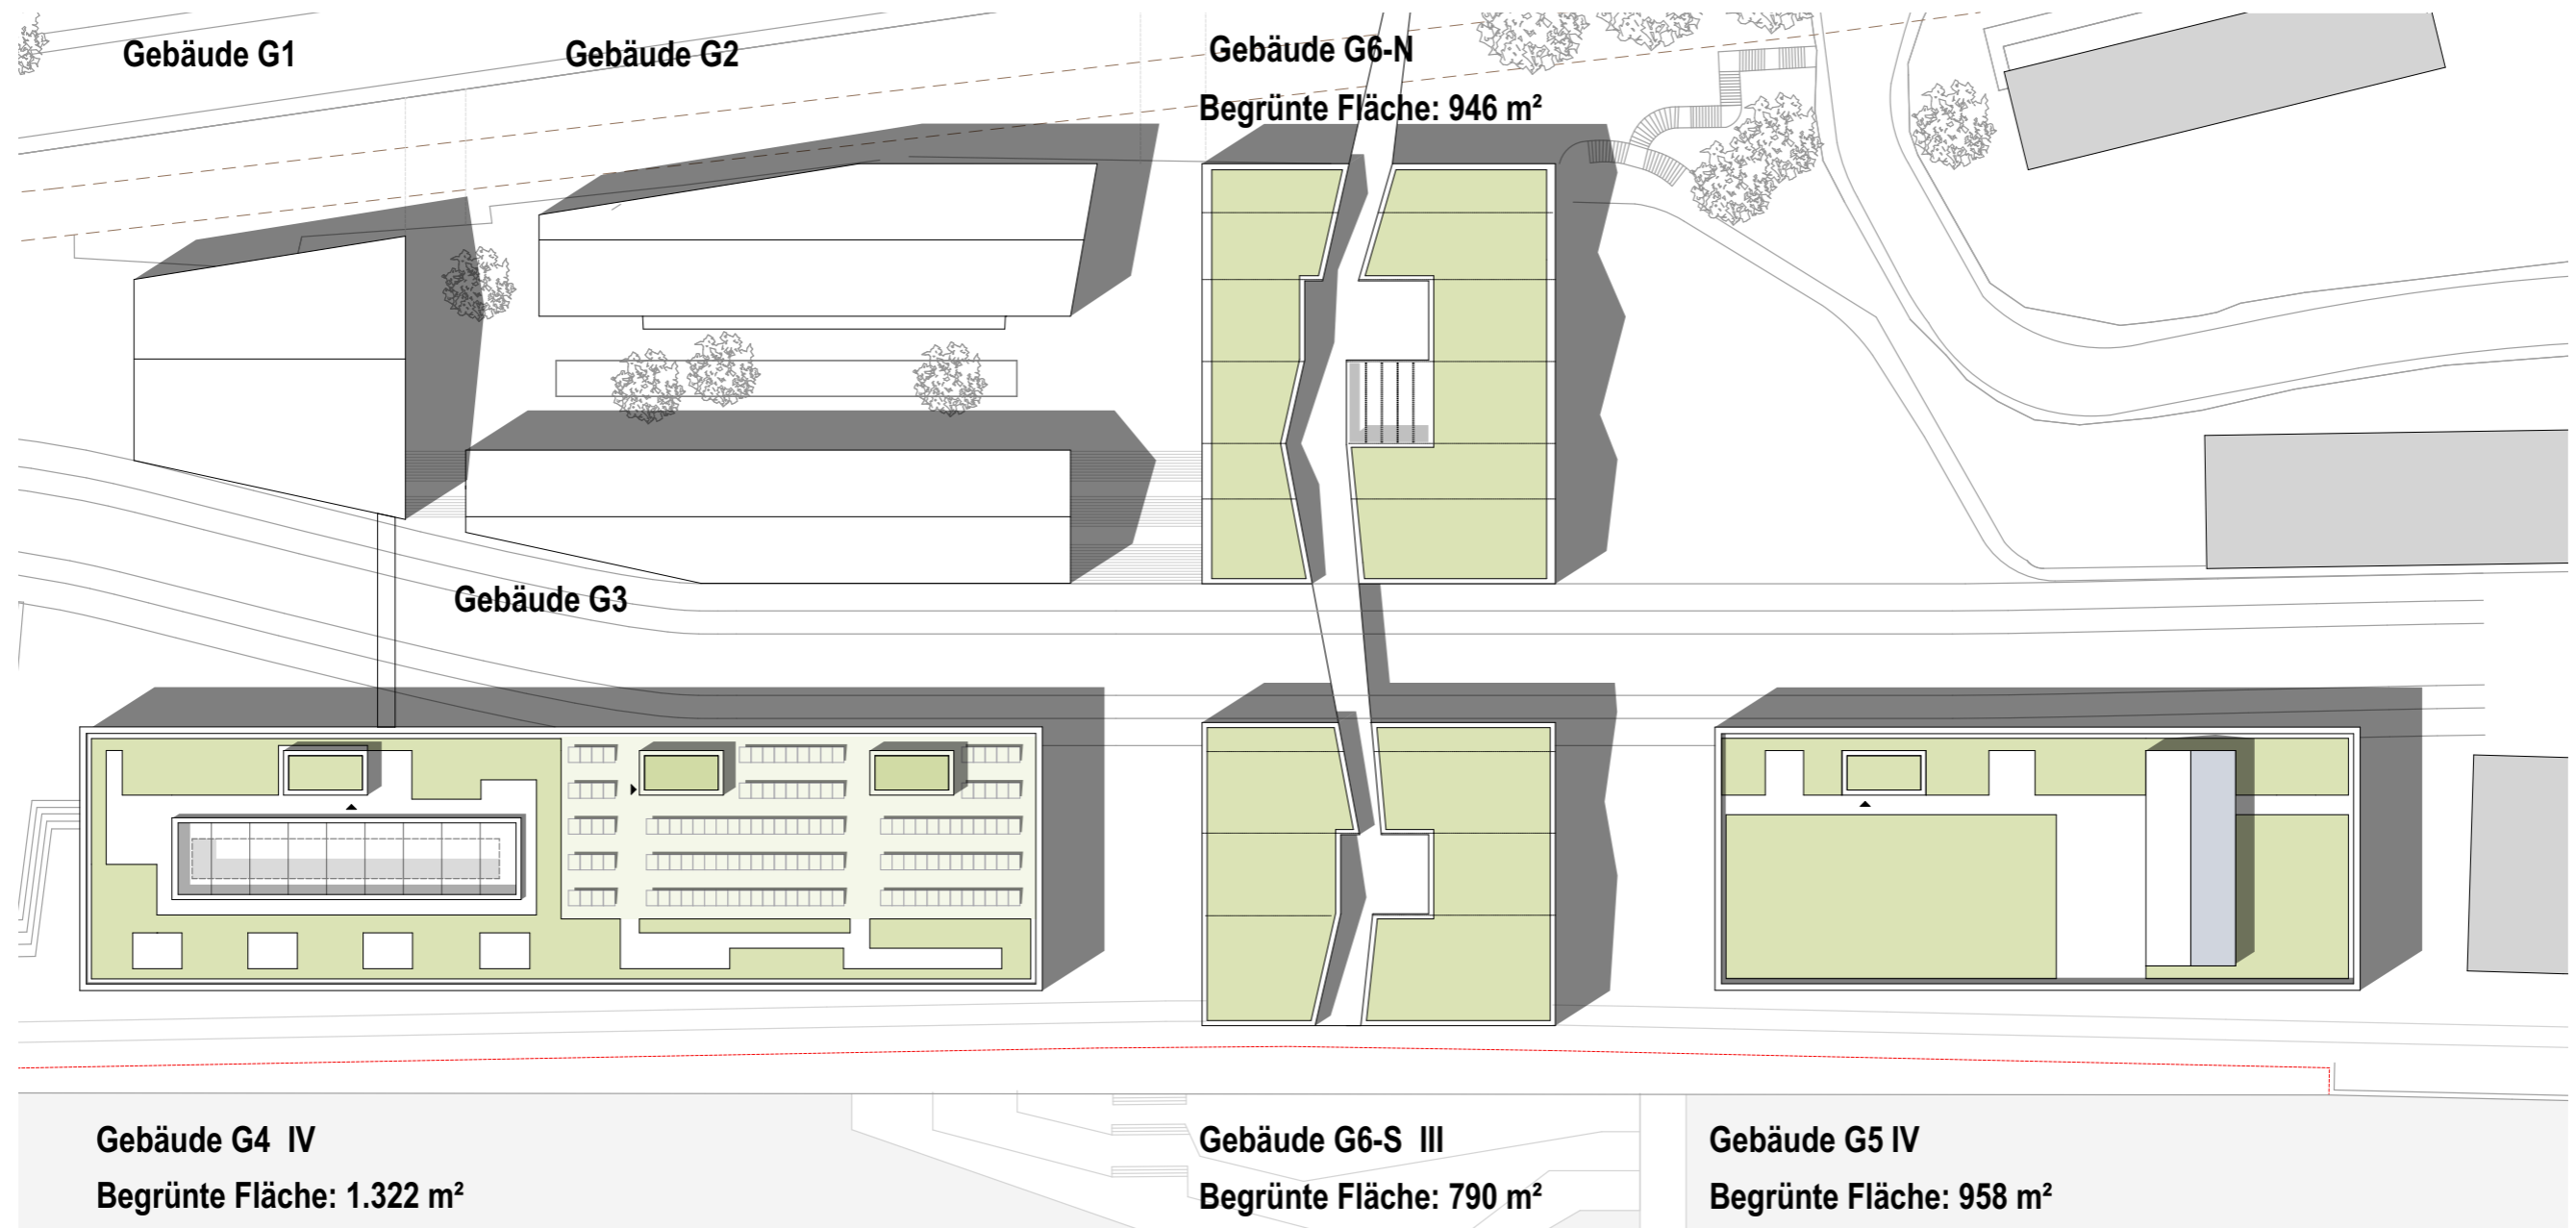 Gebäude G1
Gebäude G2
Gebäude G6-N
Begrünte Fläche: 946 m²
Gebäude G3
Gebäude G4 IV
Begrünte Fläche: 1.322 m²
Gebäude G6-S III
Begrünte Fläche: 790 m²
Gebäude G5 IV
Begrünte Fläche: 958 m²